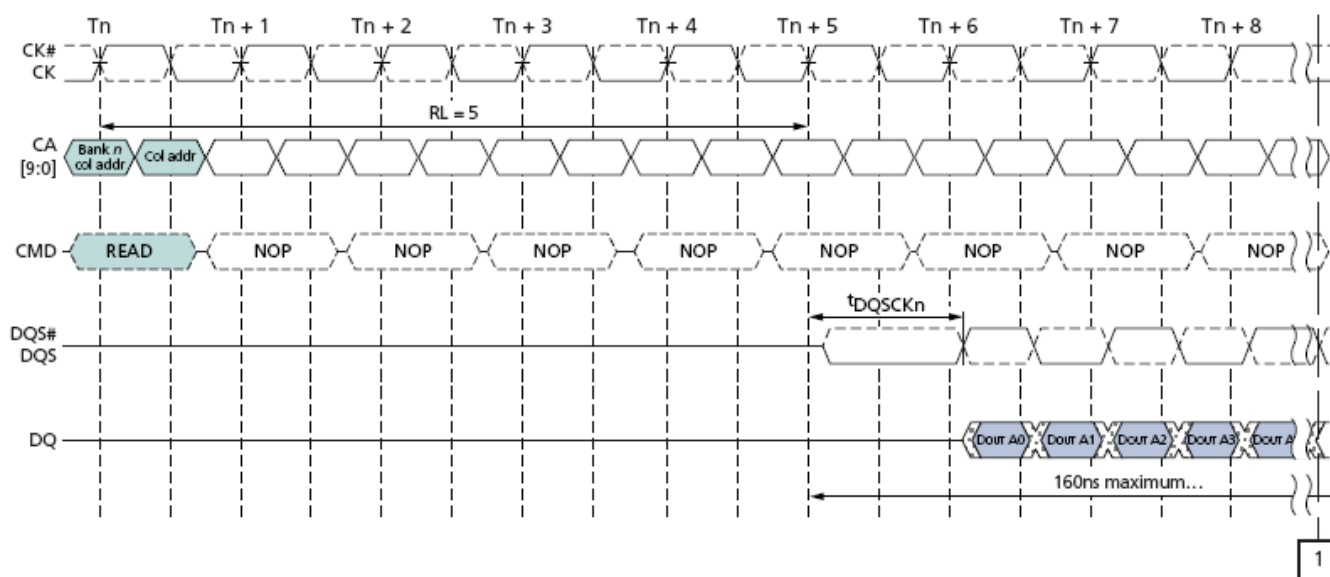 Tn Tn + 1 Tn + 2 Tn + 3 Tn + 4 Tn + 5 Tn + 6 Tn + 7 Tn + 8
CK#
CK
RL = 5
CA
[9:0]
Bank n
col addr
Col addr
CMD READ NOP NOP NOP NOP NOP NOP NOP NOP
tDQSCKn
DQS#
DQS
DQ DOUT A0 DOUT A1 DOUT A2 DOUT A3 DOUT A
160ns maximum...
1